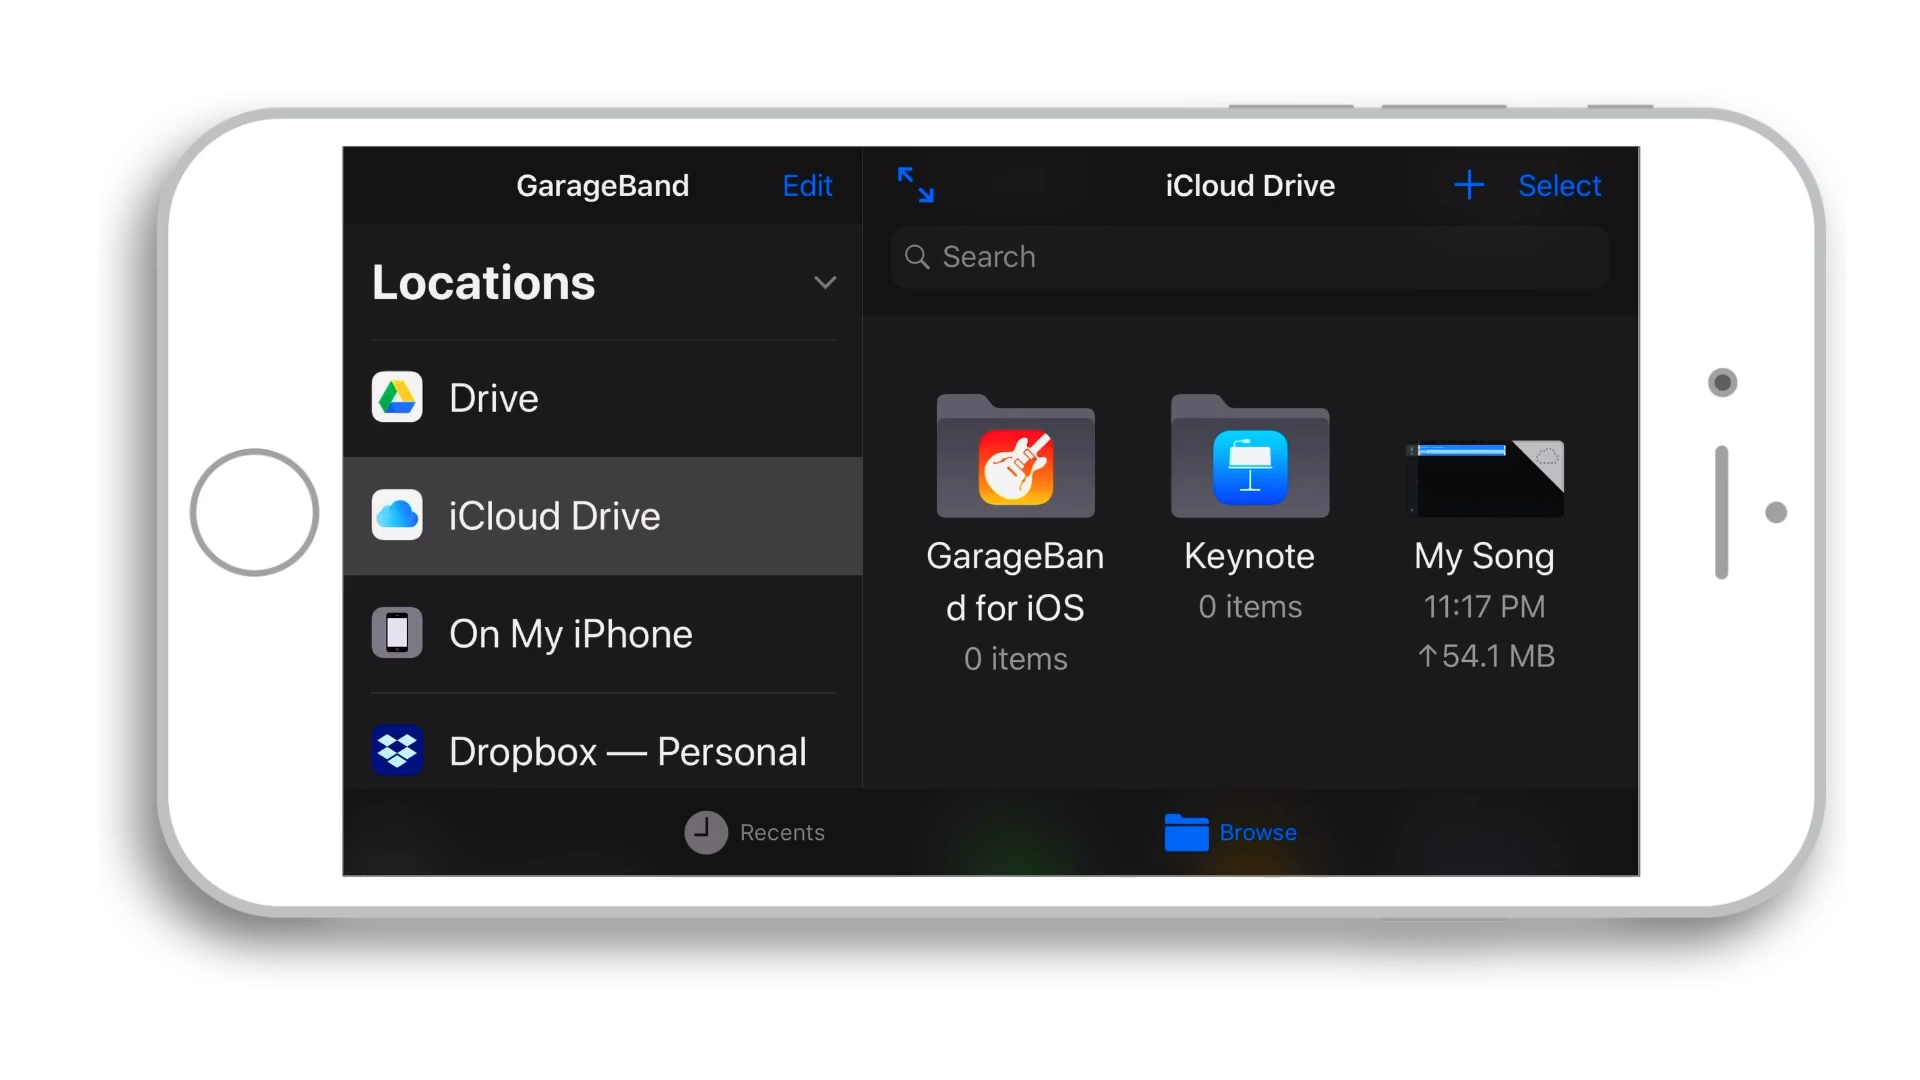 GarageBand
Edit
Locations
Drive
iCloud Drive
On My iPhone
Dropbox — Personal
iCloud Drive
Select
Search
GarageBan
d for iOS
0 items
Keynote
0 items
My Song
11:17 PM
↑54.1 MB
Recents
Browse